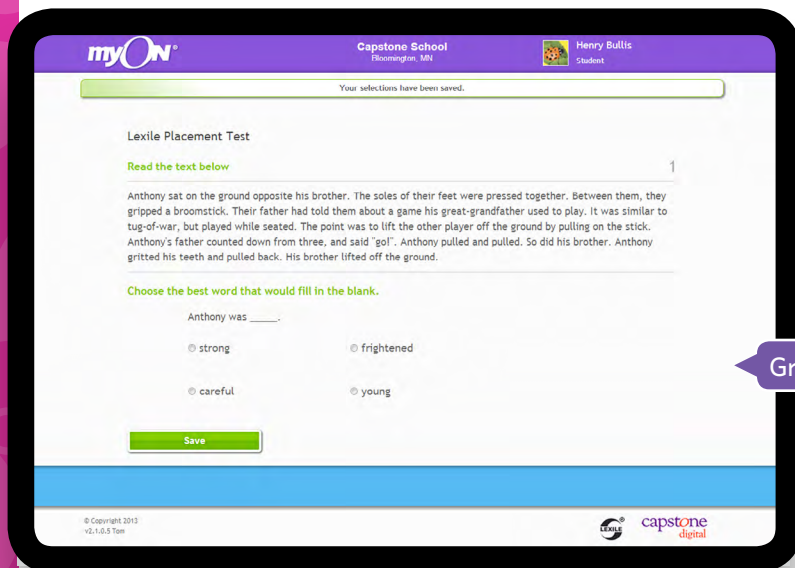 myON®
Capstone School
Bloomington, MN
Henry Bullis
Student
Your selections have been saved.
Lexile Placement Test
Read the text below
1
Anthony sat on the ground opposite his brother. The soles of their feet were pressed together. Between them, they
gripped a broomstick. Their father had told them about a game his great-grandfather used to play. It was similar to
tug-of-war, but played while seated. The point was to lift the other player off the ground by pulling on the stick.
Anthony's father counted down from three, and said "go!". Anthony pulled and pulled. So did his brother. Anthony
gritted his teeth and pulled back. His brother lifted off the ground.
Choose the best word that would fill in the blank.
Anthony was _____.
strong
frightened
careful
young
Save
Gr
© Copyright 2013
v2.1.0.5 Tom
LEXILE®
capstone
digital